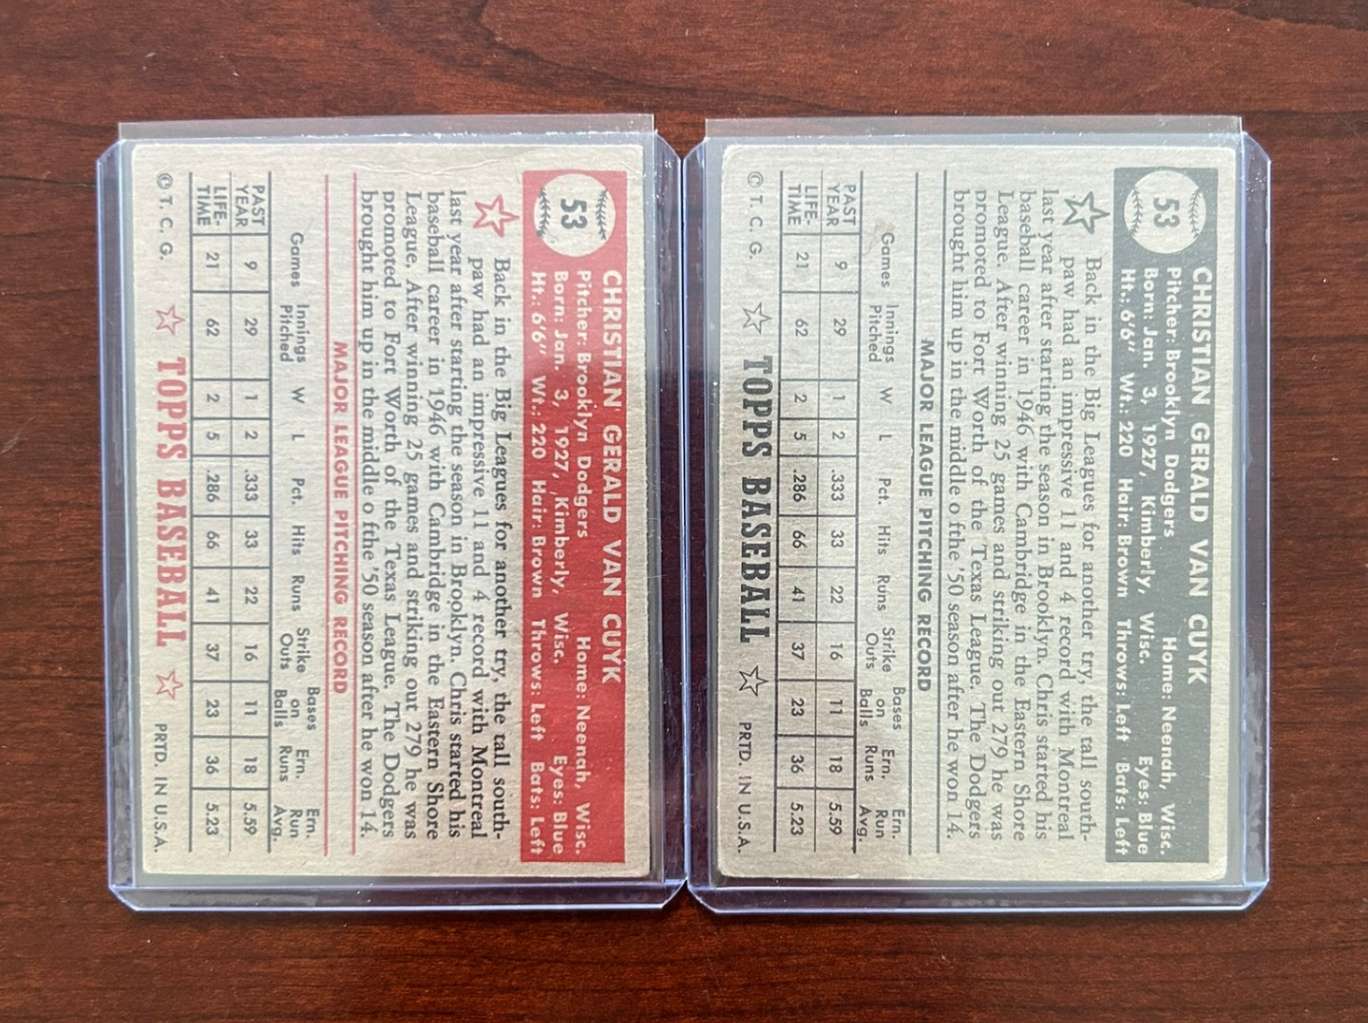 53
CHRISTIAN GERALD VAN CUYK
Pitcher: Brooklyn Dodgers Home: Neenah, Wisc.
Born: Jan. 3, 1927, Kimberly, Wisc. Eyes: Blue
Ht.: 6'6" Wt.: 220 Hair: Brown Throws: Left Bats: Left
Back in the Big Leagues for another try, the tall south-
paw had an impressive 11 and 4 record with Montreal
last year after starting the season in Brooklyn. Chris started his
baseball career in 1946 with Cambridge in the Eastern Shore
League. After winning 25 games and striking out 279 he was
promoted to Fort Worth of the Texas League. The Dodgers
brought him up in the middle o fthe '50 season after he won 14.
MAJOR LEAGUE PITCHING RECORD
Games Innings Pitched W L Pct. Hits Runs Strike Outs Bases on Balls Ern. Runs Ern. Run Avg.
PAST YEAR 9 29 1 2 .333 33 22 16 11 18 5.59
LIFE-TIME 21 62 2 5 .286 66 41 37 23 36 5.23
© T. C. G. TOPPS BASEBALL PRTD. IN U.S.A.
53
CHRISTIAN GERALD VAN CUYK
Pitcher: Brooklyn Dodgers Home: Neenah, Wisc.
Born: Jan. 3, 1927, Kimberly, Wisc. Eyes: Blue
Ht.: 6'6" Wt.: 220 Hair: Brown Throws: Left Bats: Left
Back in the Big Leagues for another try, the tall south-
paw had an impressive 11 and 4 record with Montreal
last year after starting the season in Brooklyn. Chris started his
baseball career in 1946 with Cambridge in the Eastern Shore
League. After winning 25 games and striking out 279 he was
promoted to Fort Worth of the Texas League. The Dodgers
brought him up in the middle o fthe '50 season after he won 14.
MAJOR LEAGUE PITCHING RECORD
Games Innings Pitched W L Pct. Hits Runs Strike Outs Bases on Balls Ern. Runs Ern. Run Avg.
PAST YEAR 9 29 1 2 .333 33 22 16 11 18 5.59
LIFE-TIME 21 62 2 5 .286 66 41 37 23 36 5.23
© T. C. G. TOPPS BASEBALL PRTD. IN U.S.A.